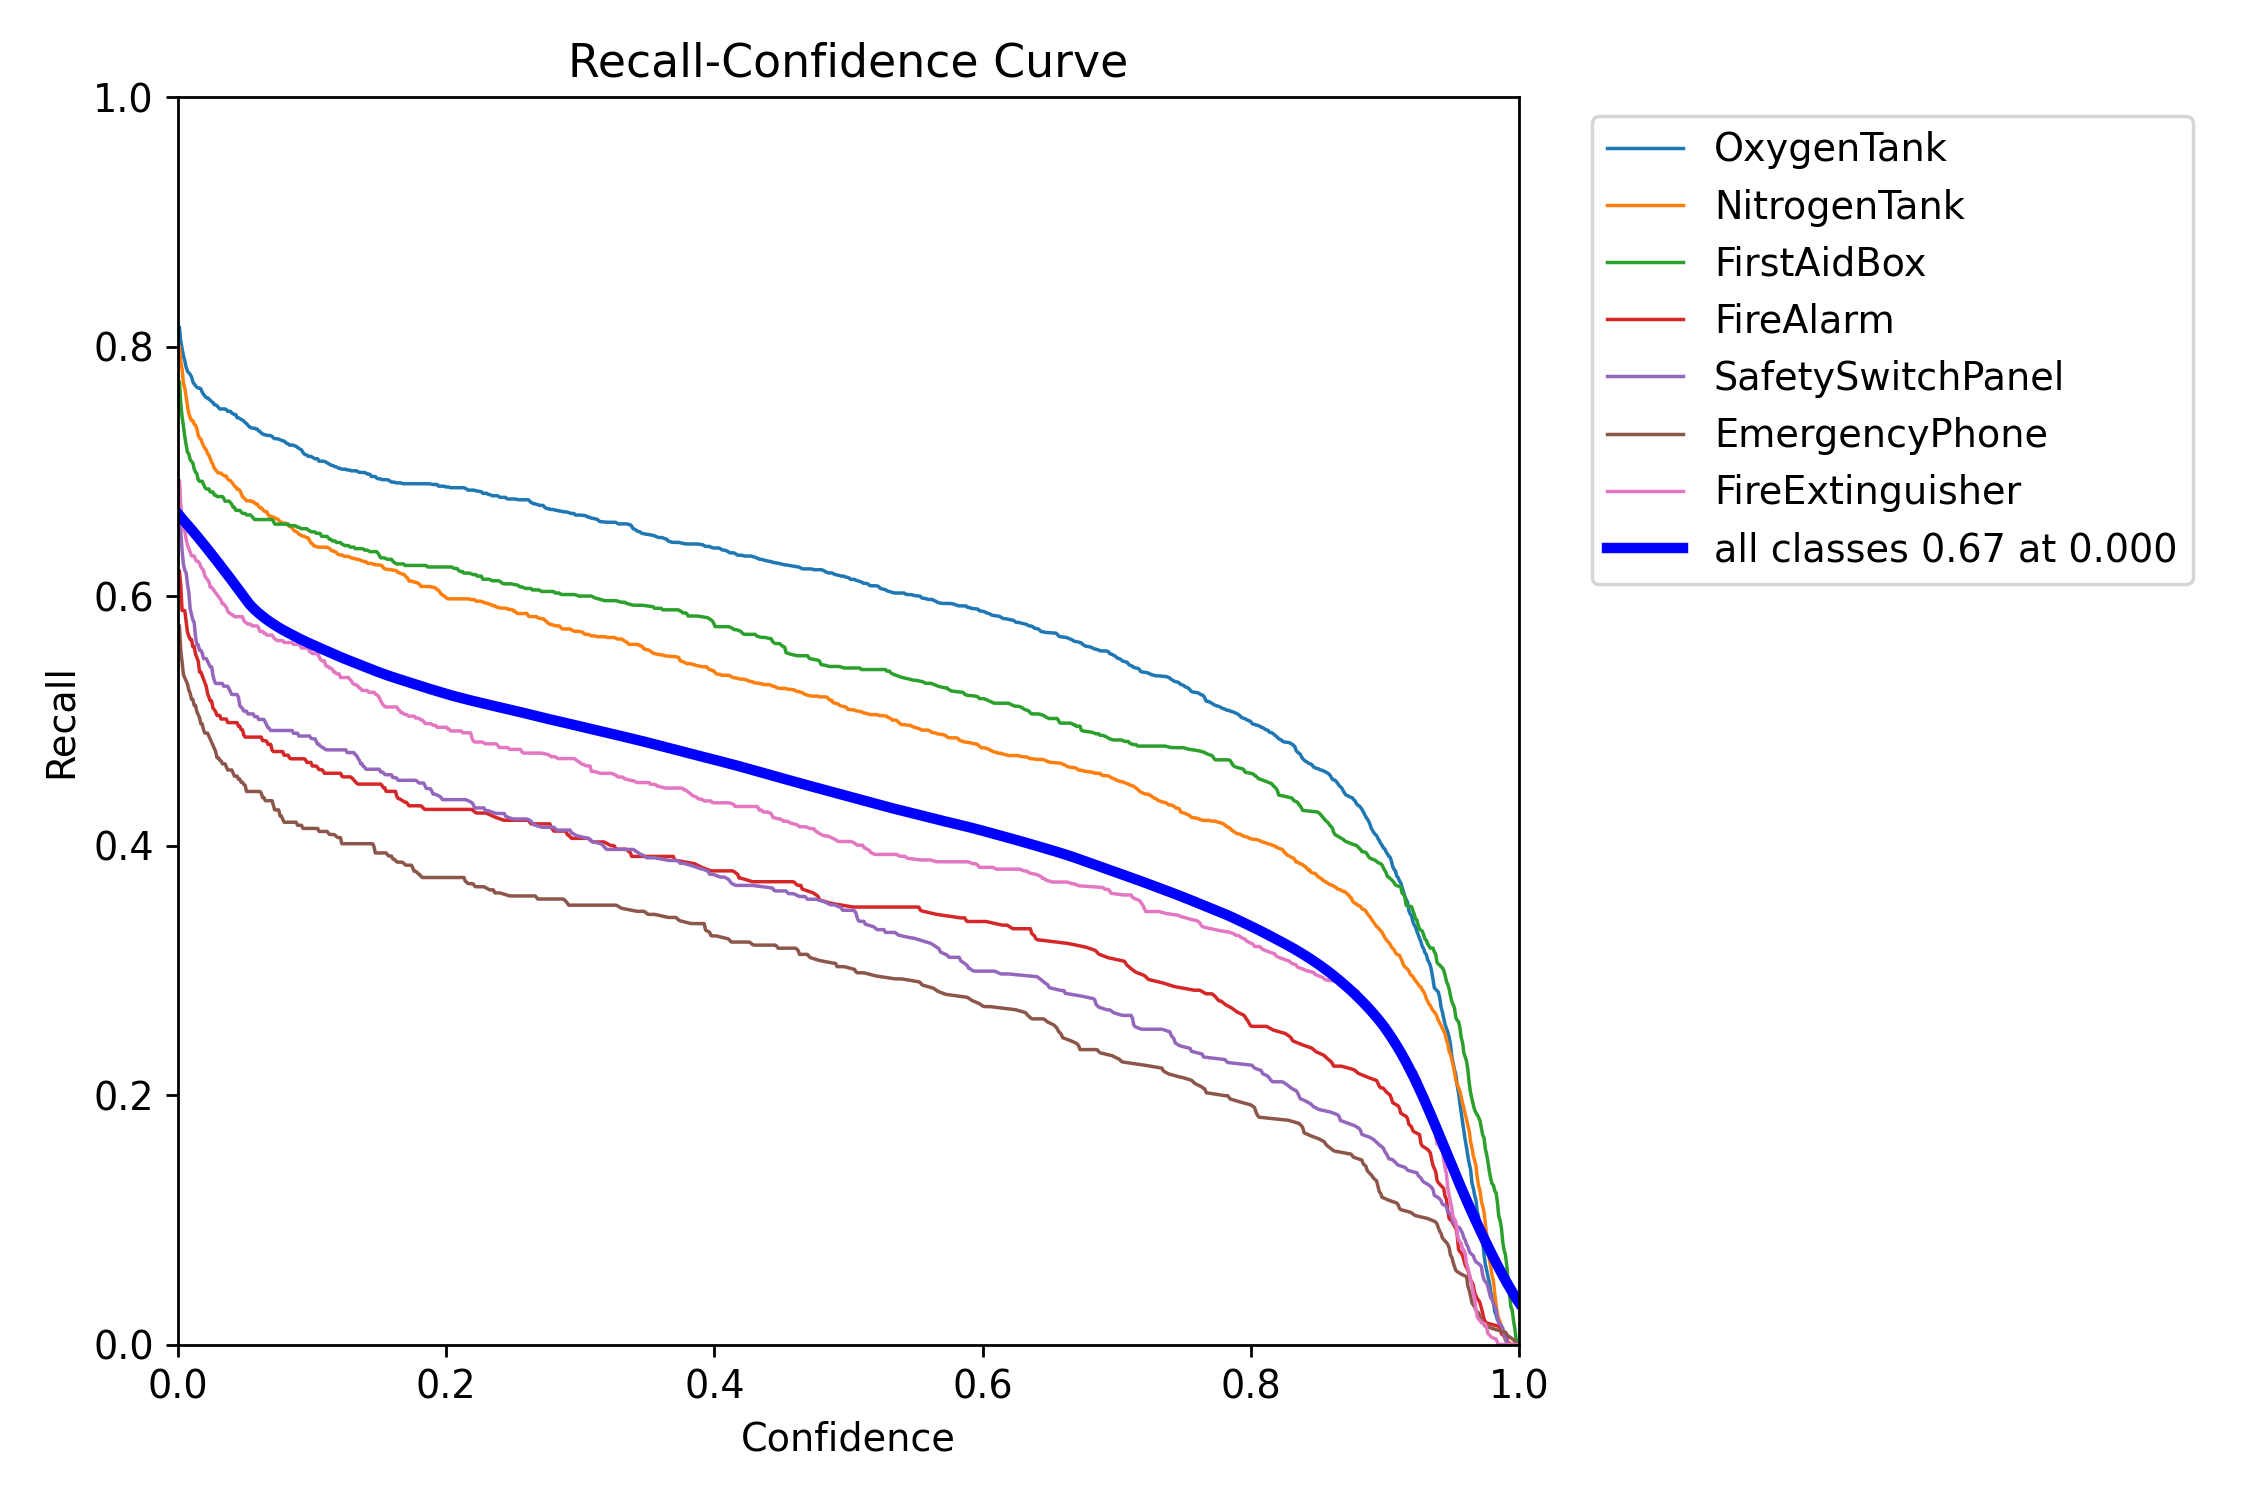 Recall-Confidence Curve
1.0
0.8
0.6
0.4
0.2
0.0
Recall
0.0 0.2 0.4 0.6 0.8 1.0
Confidence
OxygenTank
NitrogenTank
FirstAidBox
FireAlarm
SafetySwitchPanel
EmergencyPhone
FireExtinguisher
all classes 0.67 at 0.000